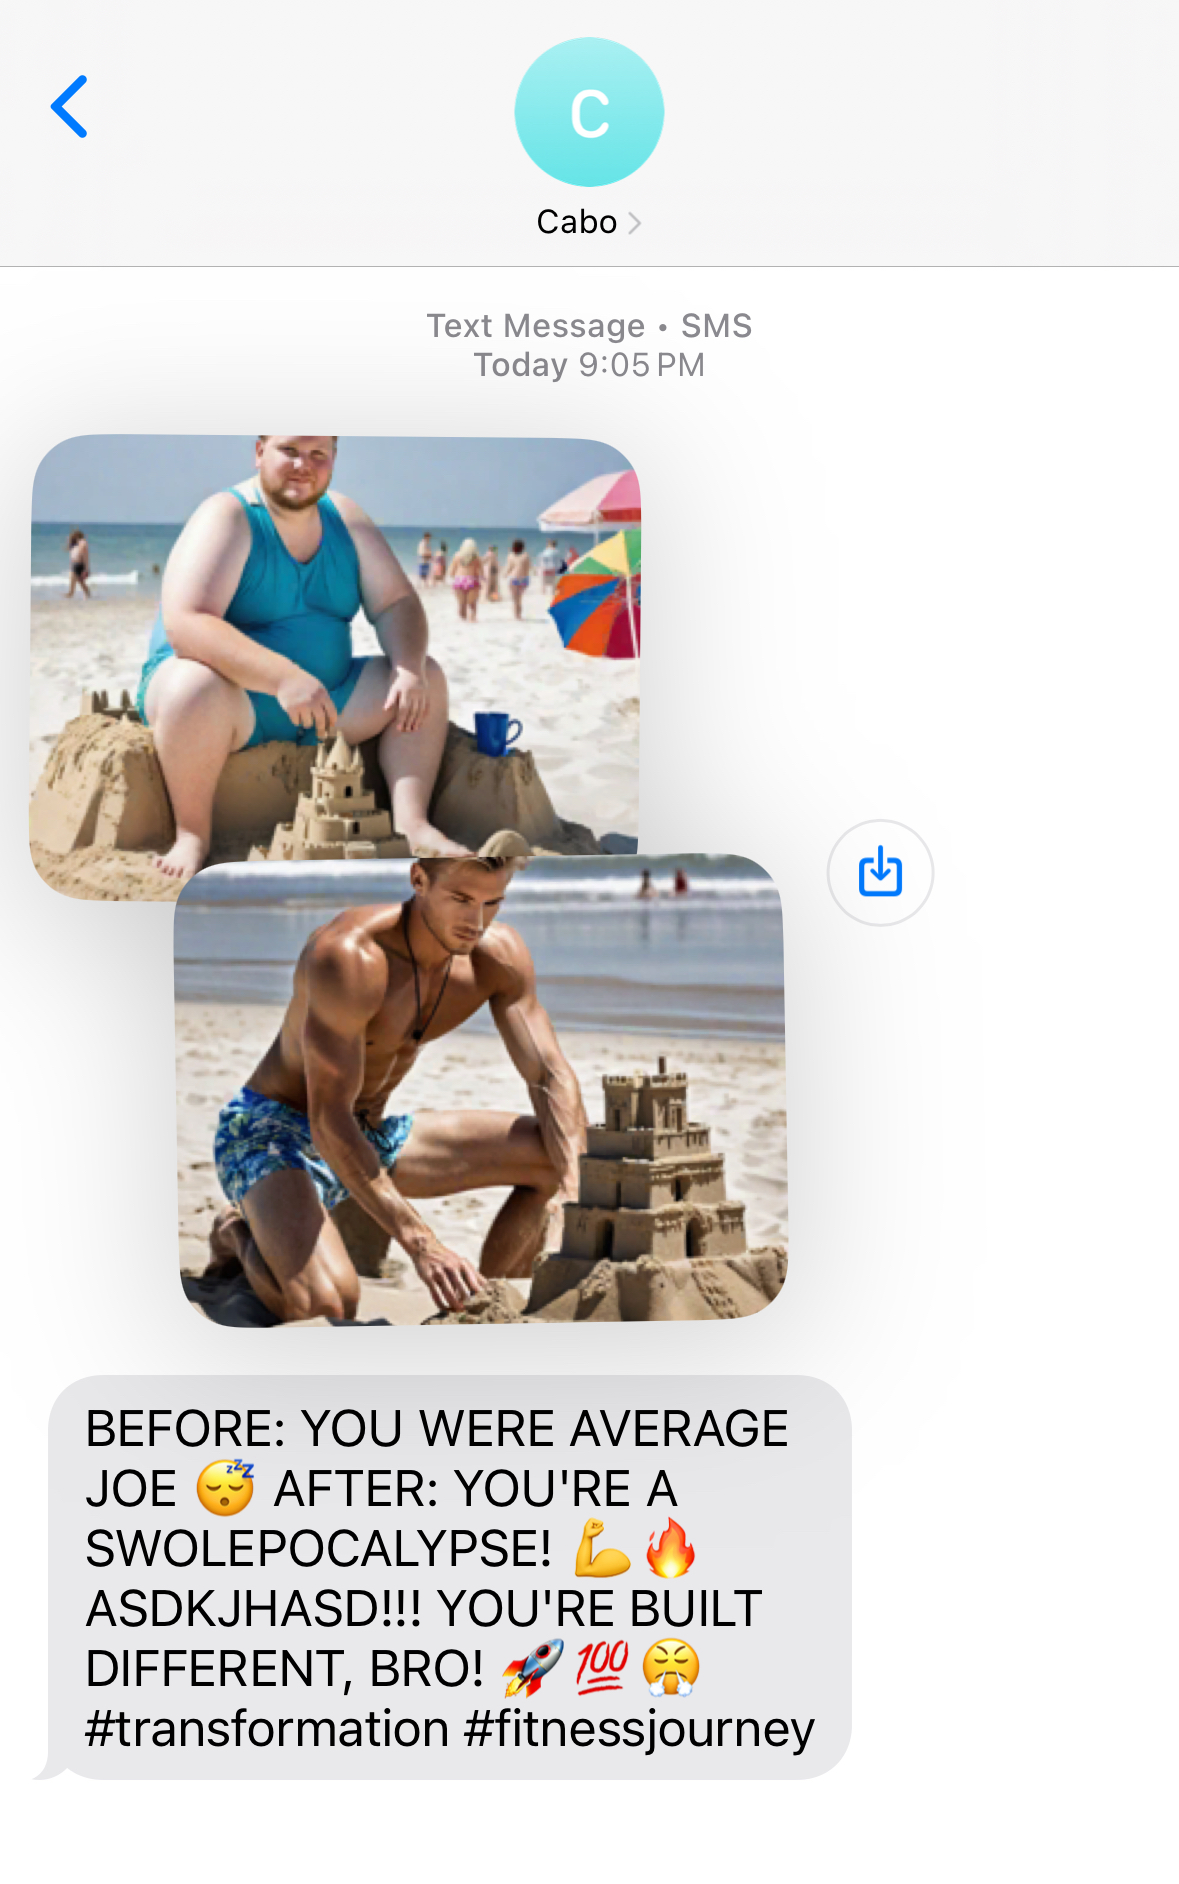 C
Cabo
Text Message • SMS
Today 9:05 PM
BEFORE: YOU WERE AVERAGE
JOE 😴 AFTER: YOU'RE A
SWOLEPOCALYPSE! 💪🔥
ASDKJHASD!!! YOU'RE BUILT
DIFFERENT, BRO! 🚀💯😤
#transformation #fitnessjourney